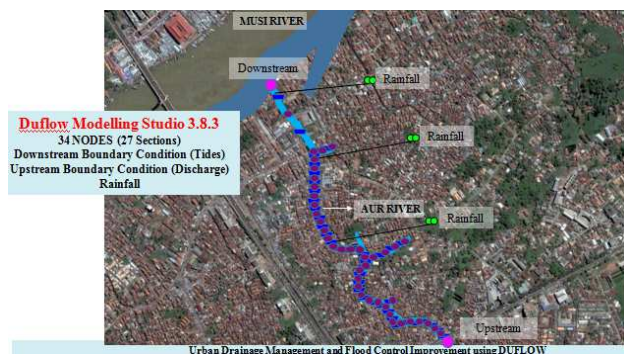 MUSI RIVER
Downstream
Rainfall
Duflow Modelling Studio 3.8.3
34 NODES (27 Sections)
Downstream Boundary Condition (Tides)
Upstream Boundary Condition (Discharge)
Rainfall
Rainfall
AUR RIVER
Rainfall
Upstream
Urban Drainage Management and Flood Control Improvement using DUFLOW